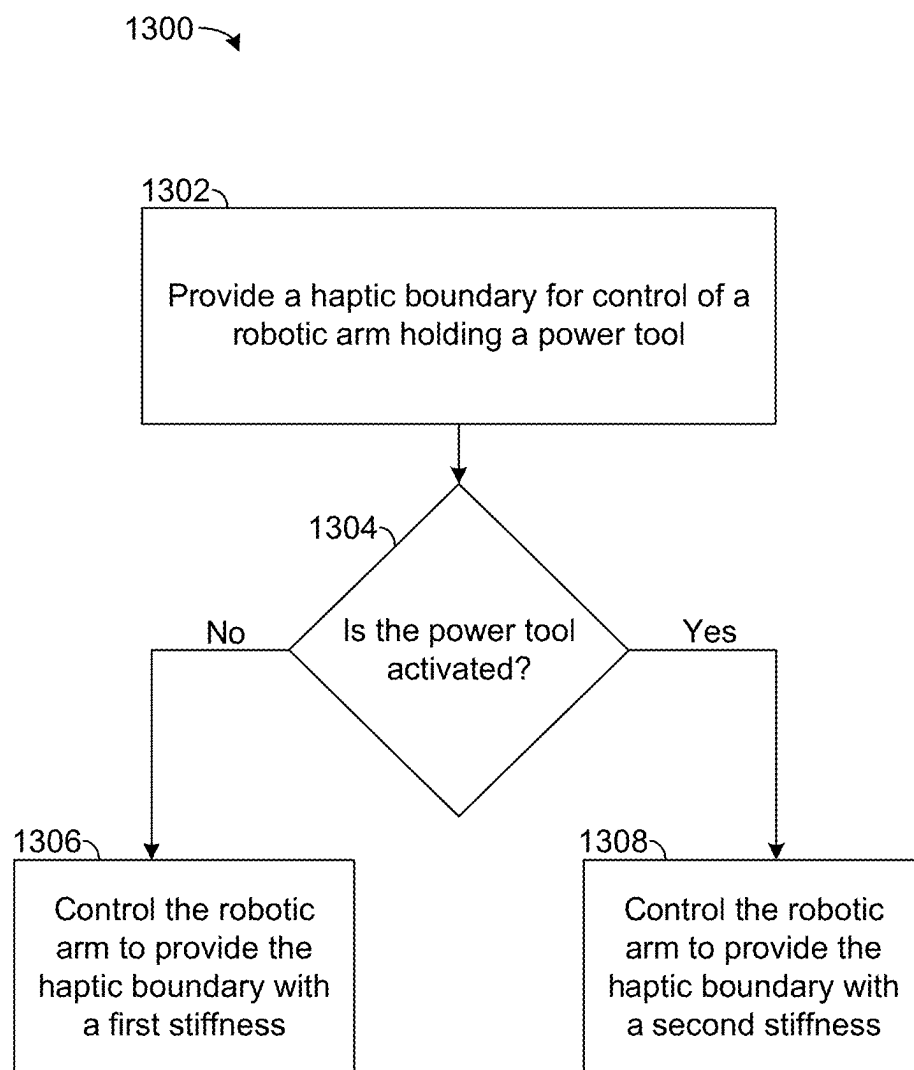 1300
1302
Provide a haptic boundary for control of a
robotic arm holding a power tool
1304
Is the power tool
activated?
No
Yes
1306
Control the robotic
arm to provide the
haptic boundary with
a first stiffness
1308
Control the robotic
arm to provide the
haptic boundary with
a second stiffness